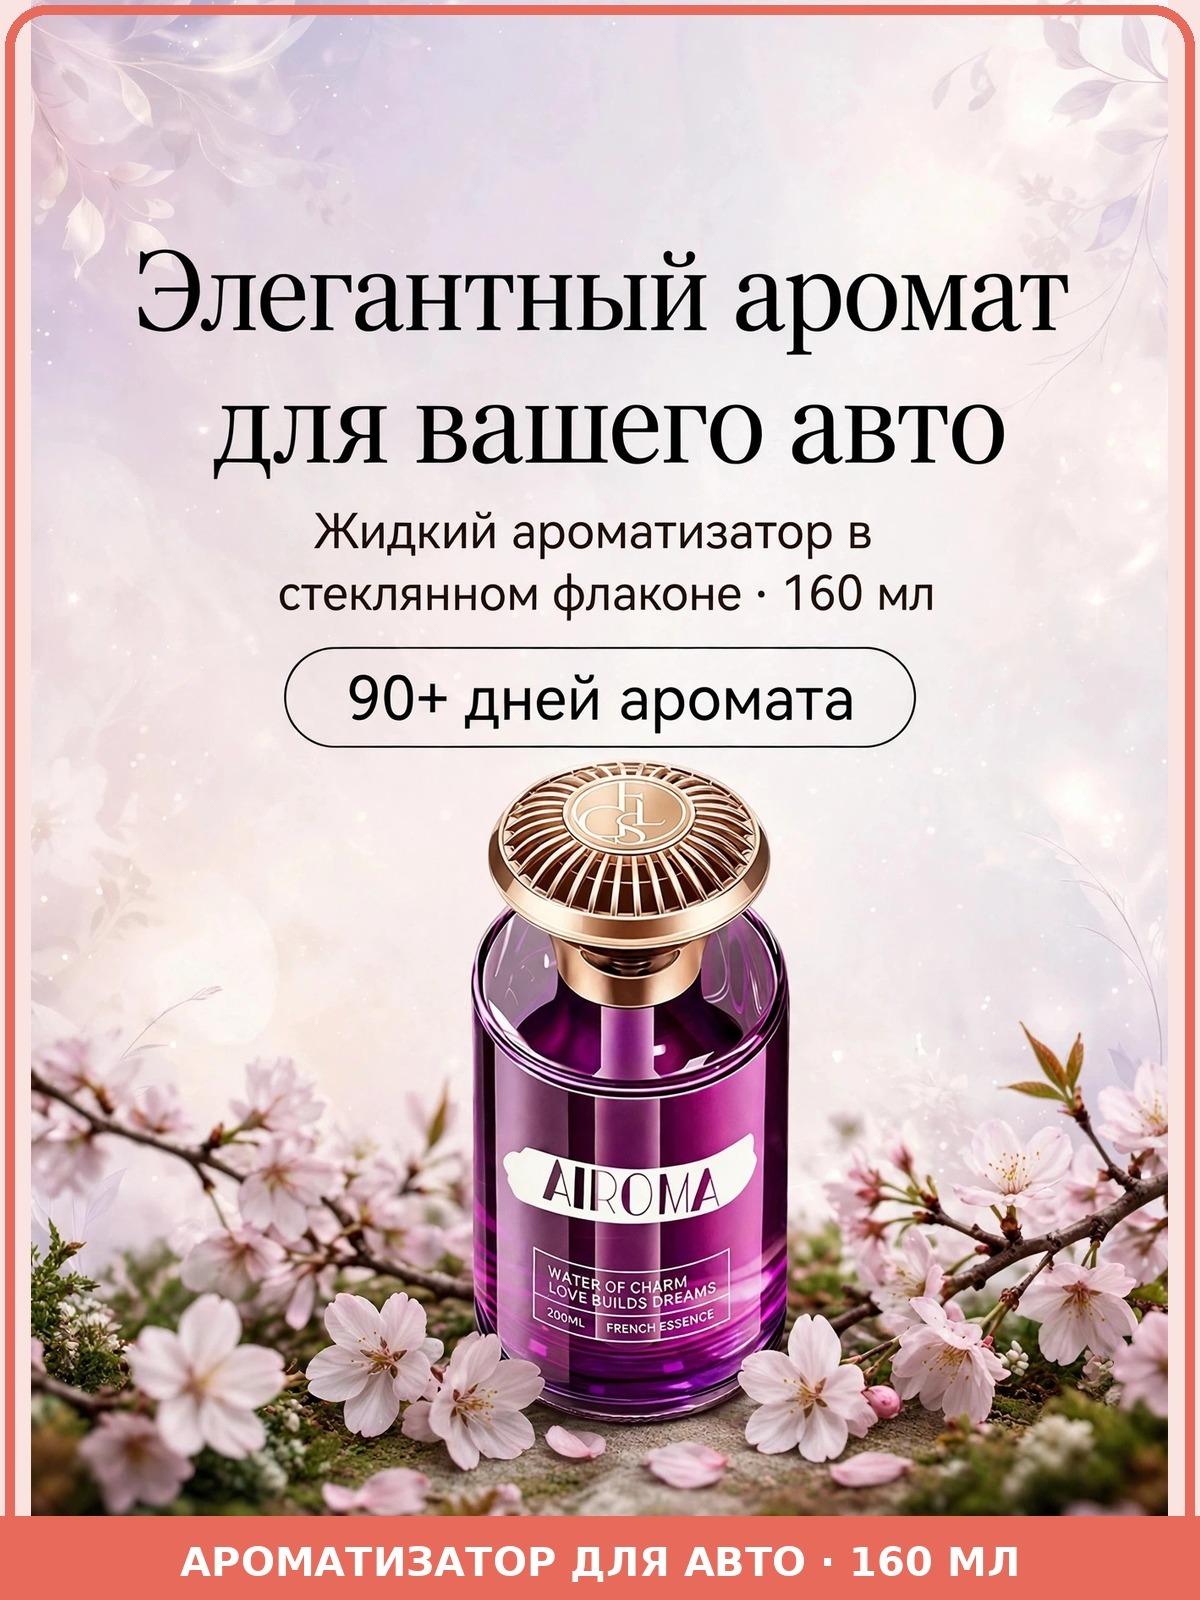 Элегантный аромат
для вашего авто
Жидкий ароматизатор в
стеклянном флаконе · 160 мл
90+ дней аромата
AIROMA
WATER OF CHARM
LOVE BUILDS DREAMS
200ML FRENCH ESSENCE
АРОМАТИЗАТОР ДЛЯ АВТО · 160 МЛ